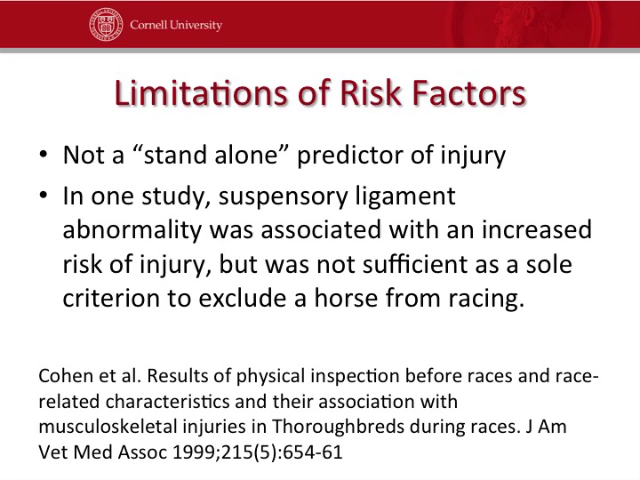 Cornell University
Limitations of Risk Factors
• Not a “stand alone” predictor of injury
• In one study, suspensory ligament
abnormality was associated with an increased
risk of injury, but was not sufficient as a sole
criterion to exclude a horse from racing.
Cohen et al. Results of physical inspection before races and race-
related characteristics and their association with
musculoskeletal injuries in Thoroughbreds during races. J Am
Vet Med Assoc 1999;215(5):654-61